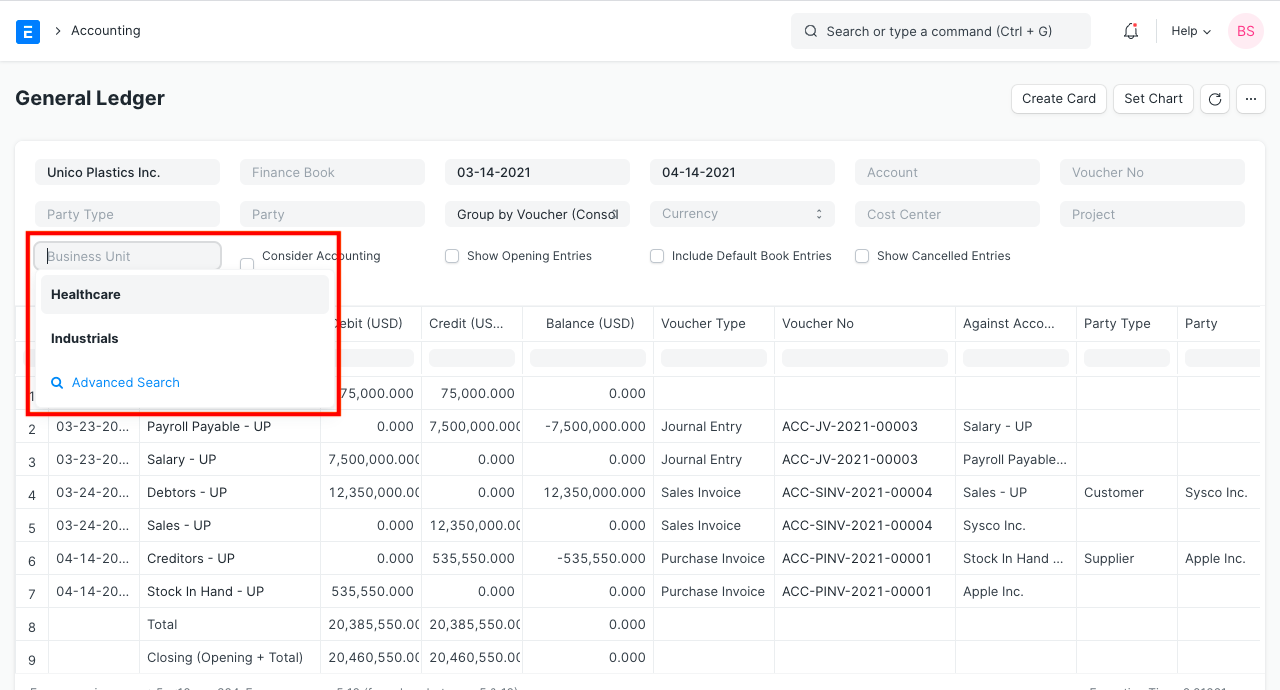 E > Accounting Search or type a command (Ctrl + G) Help BS
General Ledger Create Card Set Chart ...
Unico Plastics Inc. Finance Book 03-14-2021 04-14-2021 Account Voucher No
Party Type Party Group by Voucher (Consol Currency Cost Center Project
Business Unit Consider Accounting Show Opening Entries Include Default Book Entries Show Cancelled Entries
Healthcare
Industrials
Advanced Search
Debit (USD) Credit (US... Balance (USD) Voucher Type Voucher No Against Acco... Party Type Party
1 75,000.000 75,000.000 0.000
2 03-23-20... Payroll Payable - UP 0.000 7,500,000.000 -7,500,000.000 Journal Entry ACC-JV-2021-00003 Salary - UP
3 03-23-20... Salary - UP 7,500,000.000 0.000 0.000 Journal Entry ACC-JV-2021-00003 Payroll Payable...
4 03-24-20... Debtors - UP 12,350,000.00 0.000 12,350,000.000 Sales Invoice ACC-SINV-2021-00004 Sales - UP Customer Sysco Inc.
5 03-24-20... Sales - UP 0.000 12,350,000.00 0.000 Sales Invoice ACC-SINV-2021-00004 Sysco Inc.
6 04-14-20... Creditors - UP 0.000 535,550.000 -535,550.000 Purchase Invoice ACC-PINV-2021-00001 Stock In Hand ... Supplier Apple Inc.
7 04-14-20... Stock In Hand - UP 535,550.000 0.000 0.000 Purchase Invoice ACC-PINV-2021-00001 Apple Inc.
8 Total 20,385,550.00 20,385,550.00 0.000
9 Closing (Opening + Total) 20,460,550.00 20,460,550.00 0.000